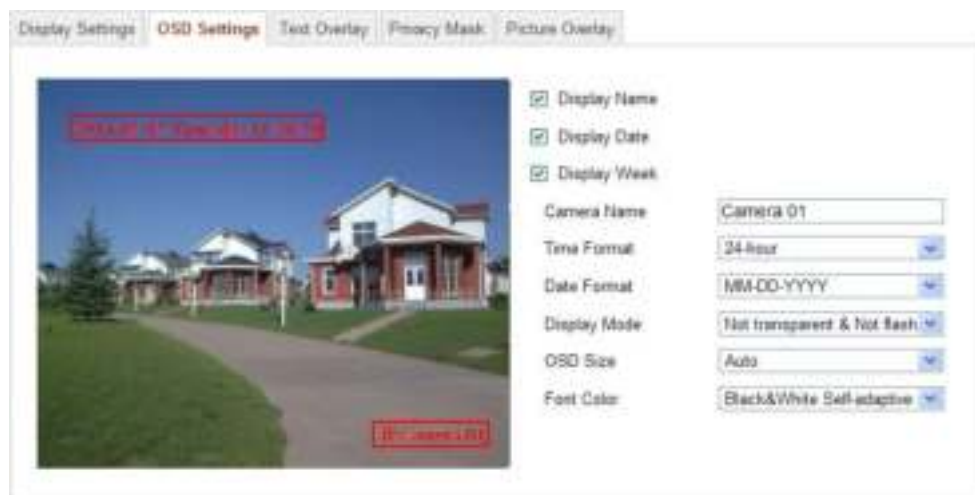 Display Settings OSD Settings Text Overlay Privacy Mask Picture Overlay
Display Name
Display Date
Display Week
Camera Name Camera 01
Time Format 24-hour
Date Format MM-DD-YYYY
Display Mode Not transparent & Not flash
OSD Size Auto
Font Color Black&White Self-adaptive